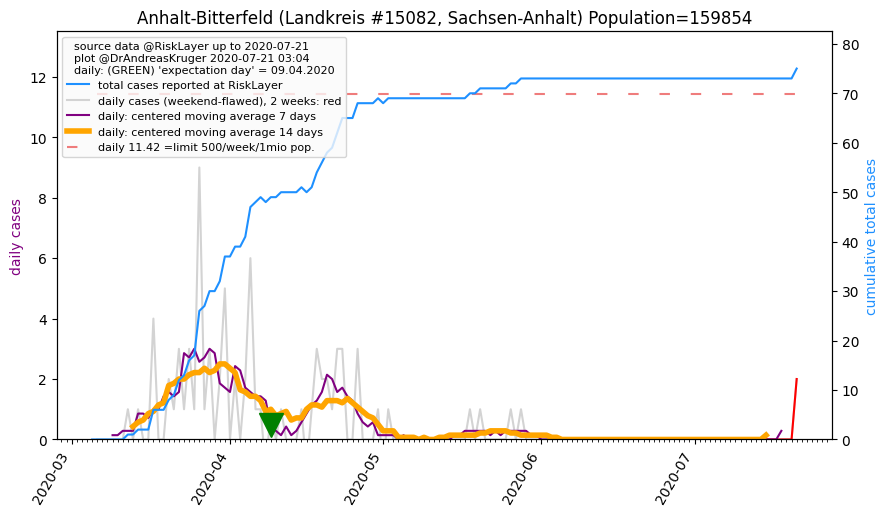 Anhalt-Bitterfeld (Landkreis #15082, Sachsen-Anhalt) Population=159854
source data @RiskLayer up to 2020-07-21
plot @DrAndreasKruger 2020-07-21 03:04
daily: (GREEN) 'expectation day' = 09.04.2020
total cases reported at RiskLayer
daily cases (weekend-flawed), 2 weeks: red
daily: centered moving average 7 days
daily: centered moving average 14 days
daily 11.42 =limit 500/week/1mio pop.
daily cases
12
10
8
6
4
2
0
cumulative total cases
80
70
60
50
40
30
20
10
0
2020-03
2020-04
2020-05
2020-06
2020-07